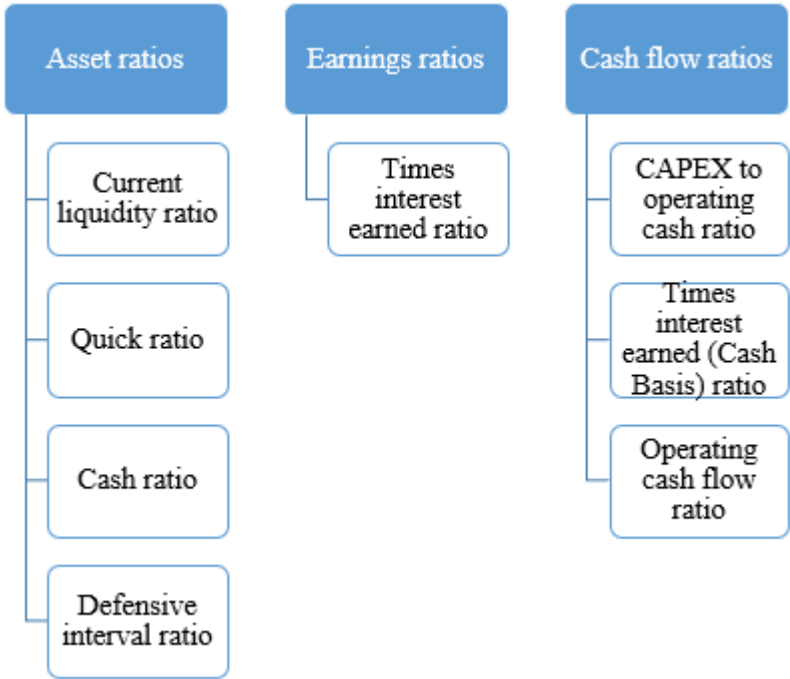 Asset ratios
Current
liquidity ratio
Quick ratio
Cash ratio
Defensive
interval ratio
Earnings ratios
Times
interest
earned ratio
Cash flow ratios
CAPEX to
operating
cash ratio
Times
interest
earned (Cash
Basis) ratio
Operating
cash flow
ratio